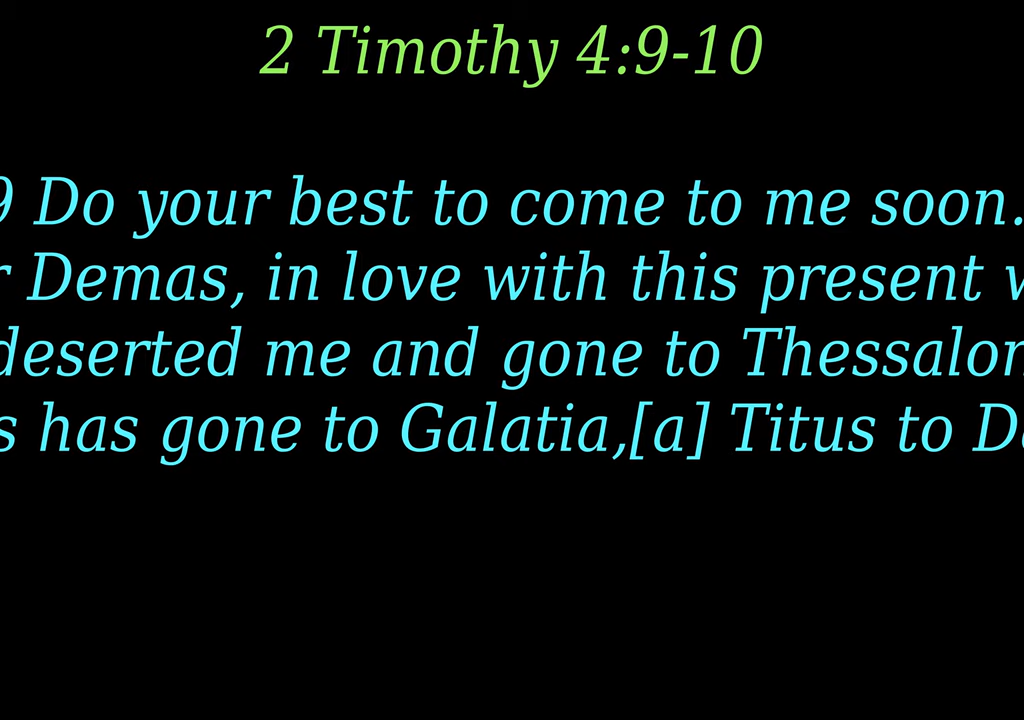 2 Timothy 4:9-10
9 Do your best to come to me soon.
Demas, in love with this present
deserted me and gone to
has gone to Galatia,[a] Titus to